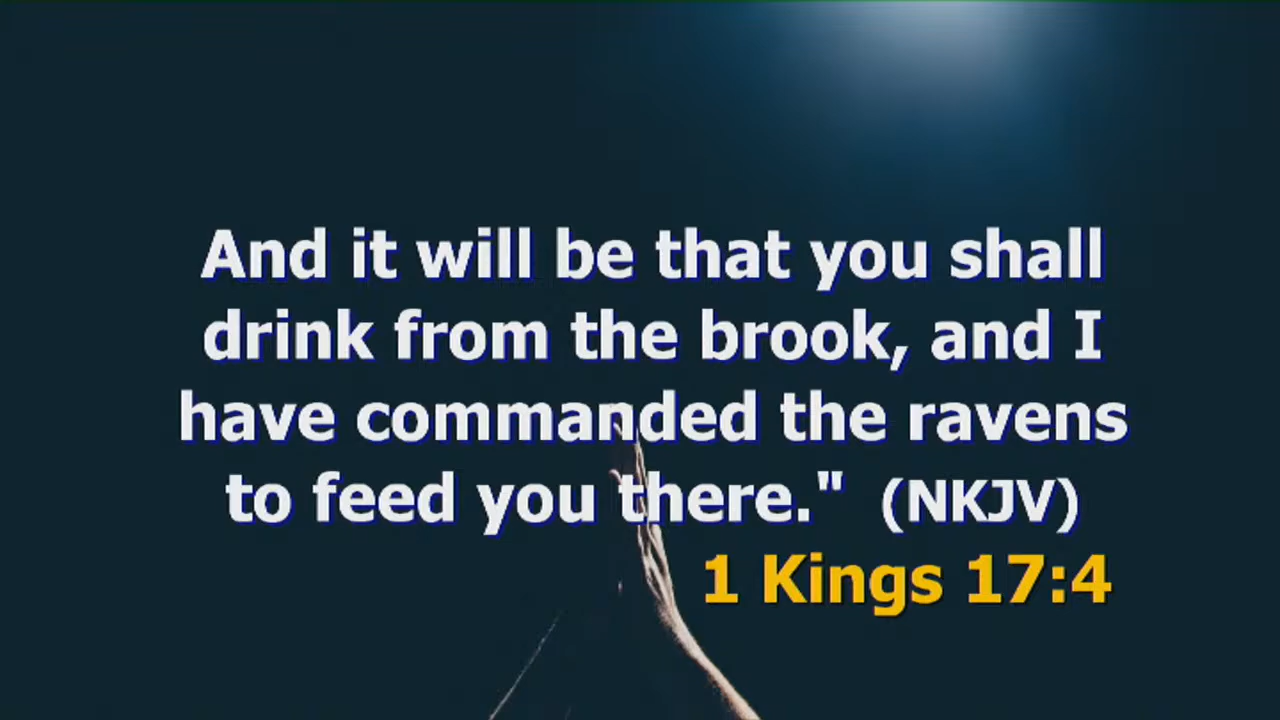 And it will be that you shall
drink from the brook, and I
have commanded the ravens
to feed you there." (NKJV)
1 Kings 17:4